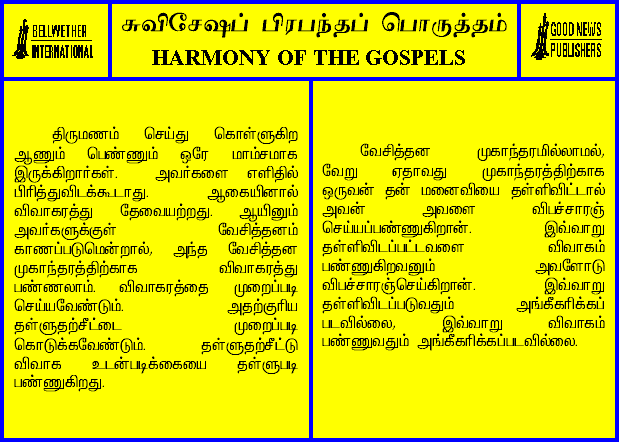 BELLWETHER
INTERNATIONAL
சுவிசேஷப் பிரபந்தப் பொருத்தம்
HARMONY OF THE GOSPELS
GOOD NEWS
PUBLISHERS
திருமணம் செய்து கொள்ளுகிற
ஆணும் பெண்ணும் ஒரே மாம்சமாக
இருக்கிறார்கள். அவர்களை எளிதில்
பிரித்துவிடக்கூடாது. ஆகையினால்
விவாகரத்து தேவையற்றது. ஆயினும்
அவர்களுக்குள் வேசித்தனம்
காணப்படுமென்றால், அந்த வேசித்தன
முகாந்தரத்திற்காக விவாகரத்து
பண்ணலாம். விவாகரத்தை முறைப்படி
செய்யவேண்டும். அதற்குரிய
தள்ளுதற்சீட்டை முறைப்படி
கொடுக்கவேண்டும். தள்ளுதற்சீட்டு
விவாக உடன்படிக்கையை தள்ளுபடி
பண்ணுகிறது.
வேசித்தன முகாந்தரமில்லாமல்,
வேறு ஏதாவது முகாந்தரத்திற்காக
ஒருவன் தன் மனைவியை தள்ளிவிட்டால்
அவன் அவளை விபச்சாரஞ்
செய்யப்பண்ணுகிறான். இவ்வாறு
தள்ளிவிடப்பட்டவளை விவாகம்
பண்ணுகிறவனும் அவளோடு
விபச்சாரஞ்செய்கிறான். இவ்வாறு
தள்ளிவிடப்படுவதும் அங்கீகரிக்கப்
படவில்லை, இவ்வாறு விவாகம்
பண்ணுவதும் அங்கீகரிக்கப்படவில்லை.